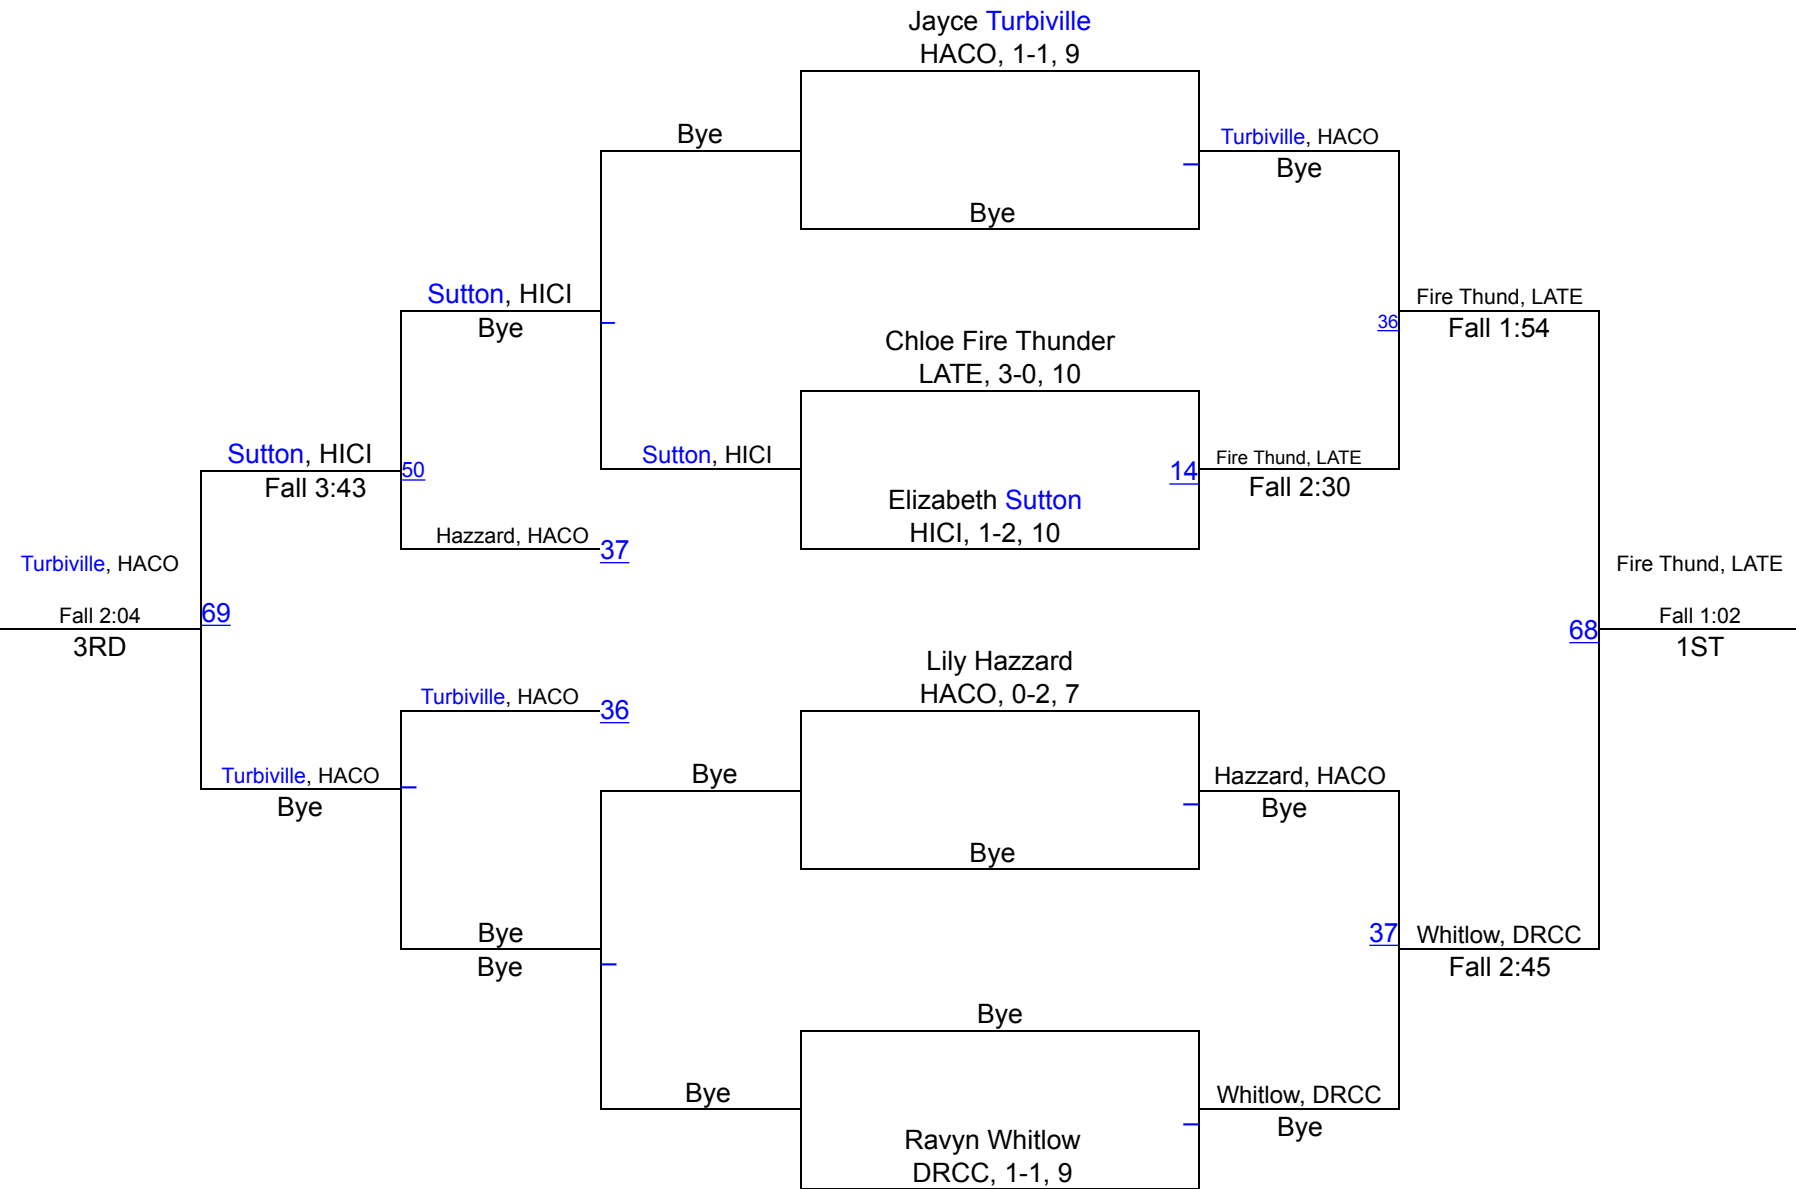 Jayce Turbiville
HACO, 1-1, 9
Bye
Turbiville, HACO
Bye
Bye
Sutton, HICI
Bye
Fire Thund, LATE
36
Fall 1:54
Chloe Fire Thunder
LATE, 3-0, 10
Sutton, HICI
50
Fall 3:43
Sutton, HICI
14
Fire Thund, LATE
Fall 2:30
Elizabeth Sutton
HICI, 1-2, 10
Hazzard, HACO
37
Turbiville, HACO
Fall 2:04
69
3RD
Fire Thund, LATE
Fall 1:02
68
1ST
Lily Hazzard
HACO, 0-2, 7
Turbiville, HACO
36
Turbiville, HACO
Bye
Bye
Hazzard, HACO
Bye
Bye
Bye
Bye
37
Whitlow, DRCC
Fall 2:45
Bye
Bye
Whitlow, DRCC
Bye
Ravyn Whitlow
DRCC, 1-1, 9